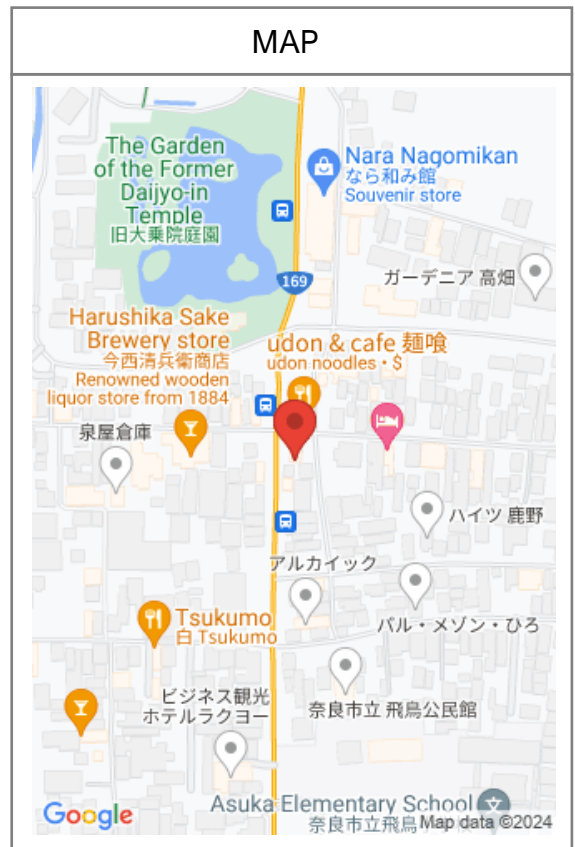 MAP
The Garden
of the Former
Daijyo-in
Temple
旧大乗院庭園
Nara Nagomikan
なら和み館
Souvenir store
169
ガーデニア 高畑
Harushika Sake
Brewery store
今西清兵衛商店
Renowned wooden
liquor store from 1884
udon & cafe 麺喰
udon noodles・$
泉屋倉庫
ハイツ 鹿野
アルカイック
パル・メゾン・ひろ
Tsukumo
白 Tsukumo
奈良市立 飛鳥公民館
ビジネス観光
ホテルラクヨー
Asuka Elementary School
奈良市立飛鳥
Google
Map data ©2024